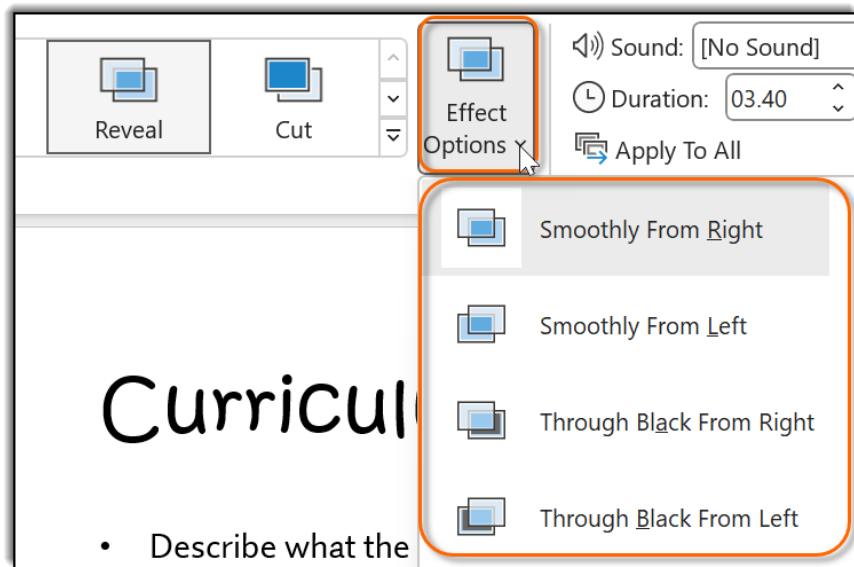 Reveal
Cut
Effect
Options
Sound: [No Sound]
Duration: 03.40
Apply To All
Smoothly From Right
Smoothly From Left
Through Black From Right
Through Black From Left
Describe what the